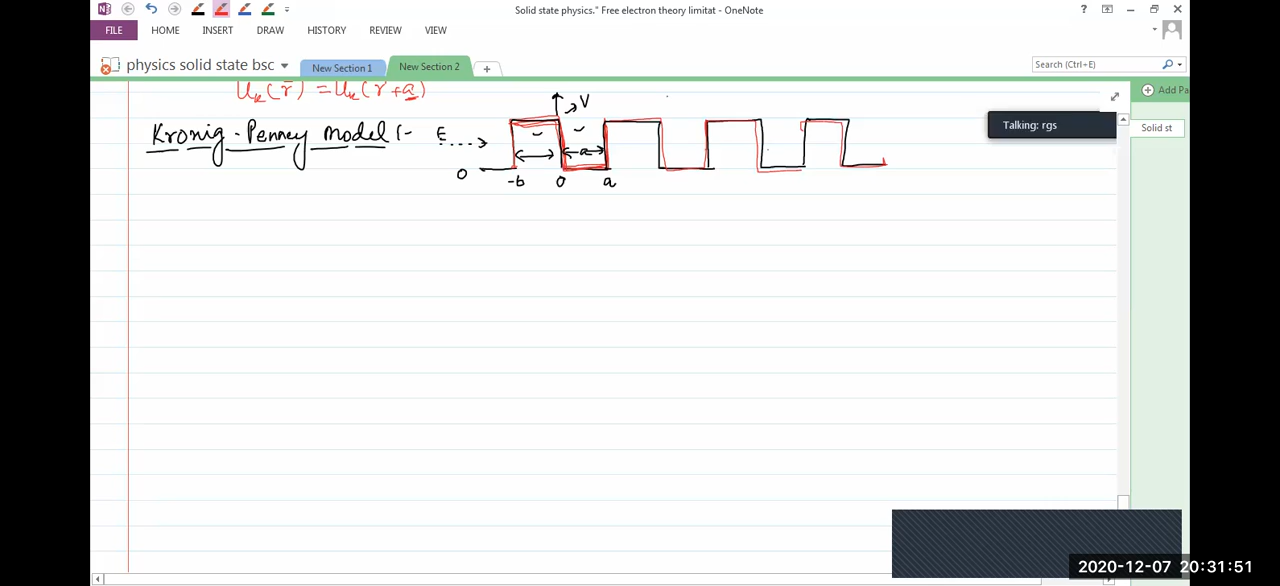 Solid state physics." Free electron theory limitat - OneNote
FILE HOME INSERT DRAW HISTORY REVIEW VIEW
physics solid state bsc New Section 1 New Section 2 +
Search (Ctrl+E)
Add Pa
Solid st
Talking: rgs
U_k(r̄) = U_k(r+a)
Kronig-Penney Model :-
E....
V
a
0
-b 0 a
2020-12-07 20:31:51